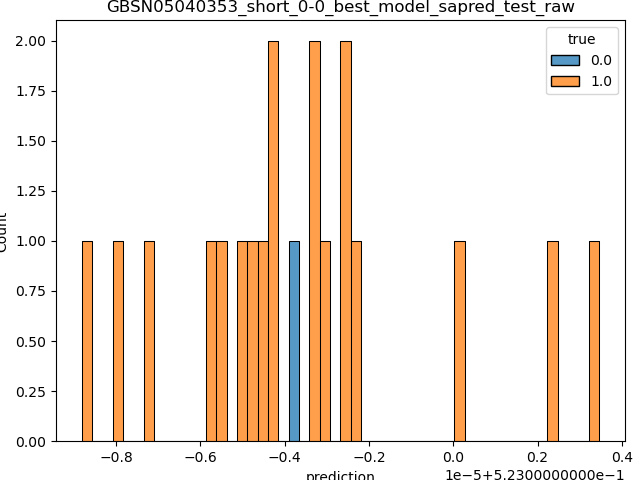 GBSN05040353_short_0-0_best_model_sapred_test_raw
true
0.0
1.0
2.00
1.75
1.50
1.25
1.00
0.75
0.50
0.25
0.00
Count
−0.8 −0.6 −0.4 −0.2 0.0 0.2 0.4
prediction
1e−5+5.2300000000e−1